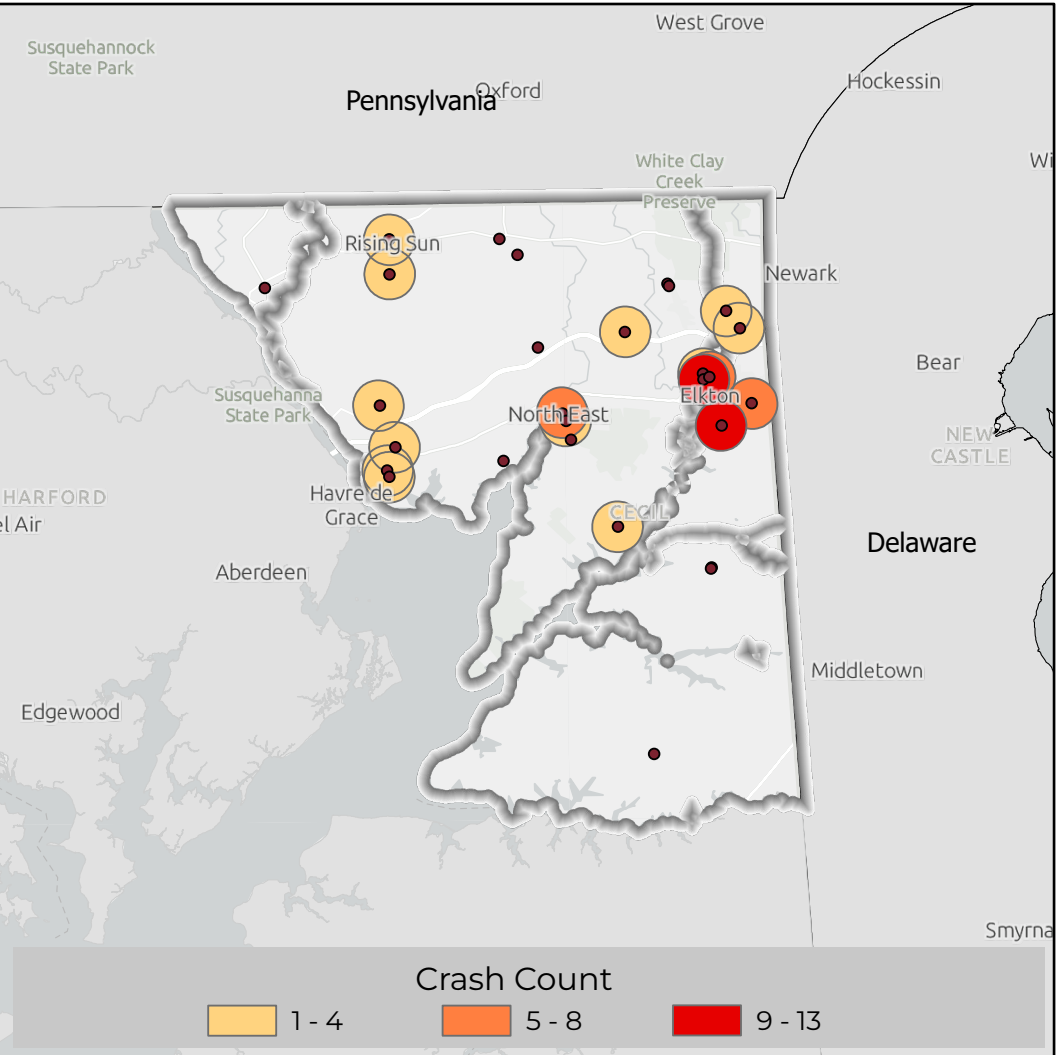 West Grove
Susquehannock
State Park
Hockessin
Oxford
Pennsylvania
White Clay
Creek
Preserve
Wi
Rising Sun
Newark
Bear
Susquehanna
State Park
Elkton
North East
NEW
CASTLE
HARFORD
Havre de
Grace
CECIL
el Air
Delaware
Aberdeen
Middletown
Edgewood
Smyrna
Crash Count
1 - 4
5 - 8
9 - 13